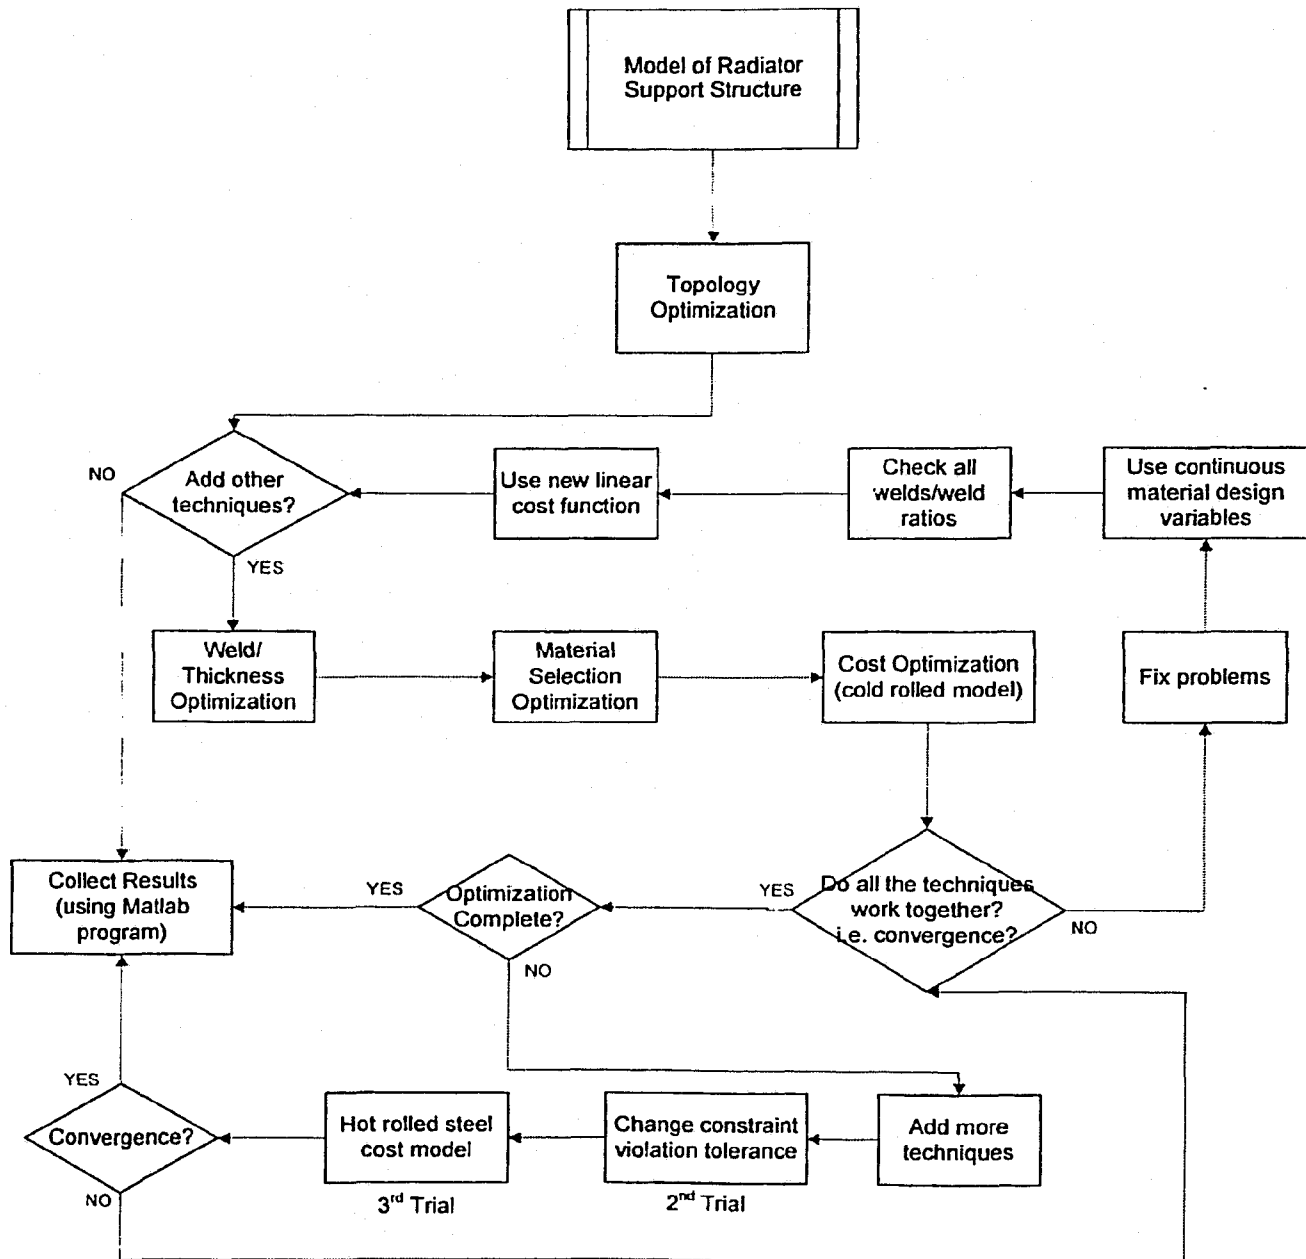 Model of Radiator
Support Structure
Topology
Optimization
NO
Add other
techniques?
YES
Use new linear
cost function
Check all
welds/weld
ratios
Use continuous
material design
variables
Weld/
Thickness
Optimization
Material
Selection
Optimization
Cost Optimization
(cold rolled model)
Fix problems
Collect Results
(using Matlab
program)
YES
Optimization
Complete?
NO
YES
Do all the techniques
work together?
i.e. convergence?
NO
YES
Convergence?
NO
Hot rolled steel
cost model
3rd Trial
Change constraint
violation tolerance
2nd Trial
Add more
techniques